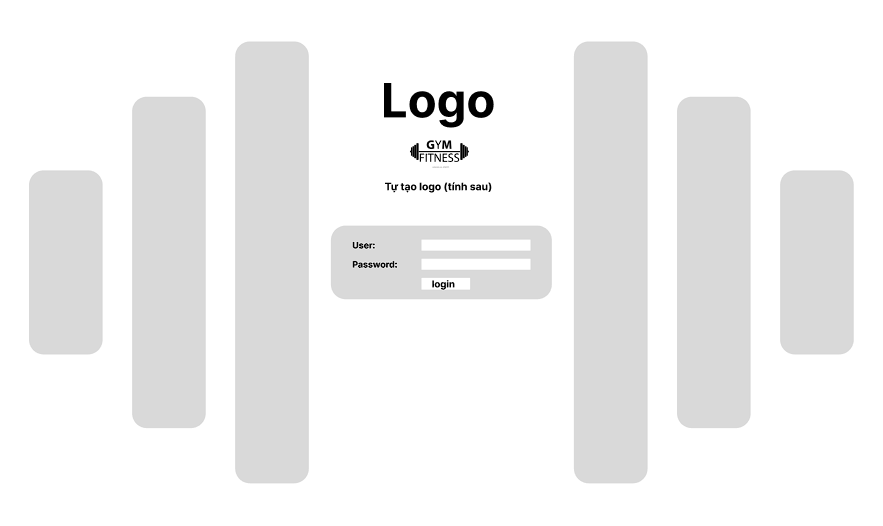 Logo
GYM
FITNESS
Tự tạo logo (tính sau)
User:
Password:
login